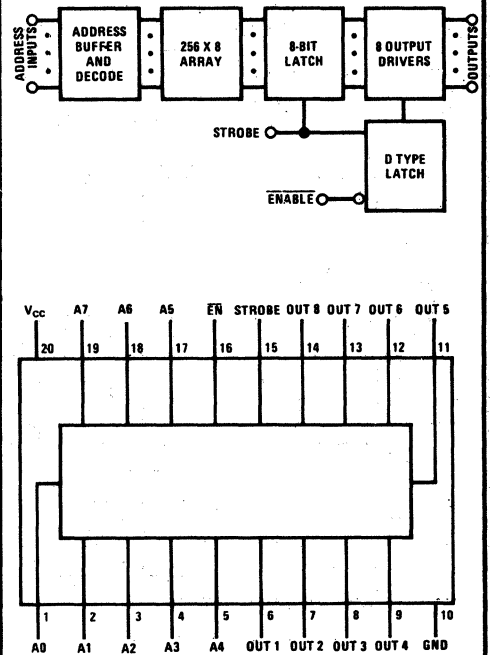 ADDRESS INPUTS
ADDRESS
BUFFER
AND
DECODE
256 X 8
ARRAY
8-BIT
LATCH
8 OUTPUT
DRIVERS
OUTPUTS
STROBE
D TYPE
LATCH
ENABLE
VCC A7 A6 A5 EN STROBE OUT 8 OUT 7 OUT 6 OUT 5
20 19 18 17 16 15 14 13 12 11
1 2 3 4 5 6 7 8 9 10
A0 A1 A2 A3 A4 OUT 1 OUT 2 OUT 3 OUT 4 GND